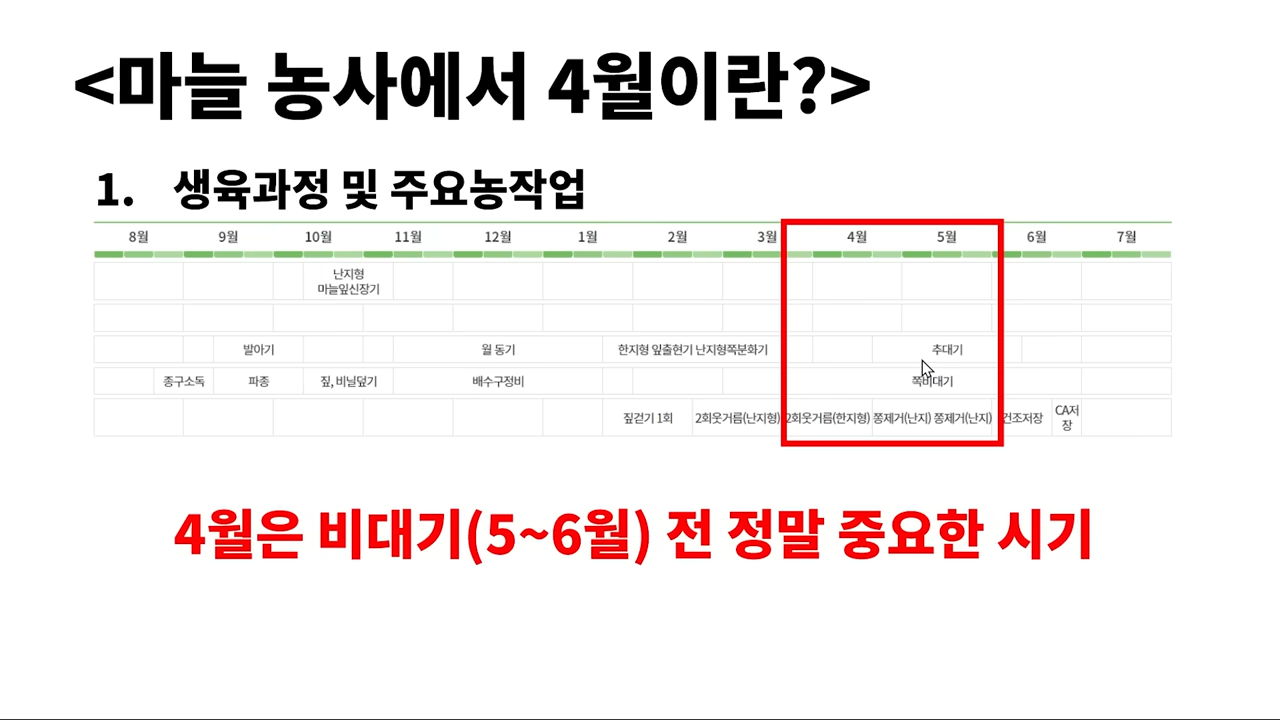 <마늘 농사에서 4월이란?>
1. 생육과정 및 주요농작업
8월 9월 10월 11월 12월 1월 2월 3월 4월 5월 6월 7월
난지형
마늘잎신장기
발아기 월 동기 한지형 잎출현기 난지형쪽분화기 추대기
종구소독 파종 짚, 비닐덮기 배수구정비 쪽비대기
짚걷기 1회 2회웃거름(난지형) 2회웃거름(한지형) 쫑제거(난지) 쫑제거(난지) 건조저장 CA저
장
4월은 비대기(5~6월) 전 정말 중요한 시기